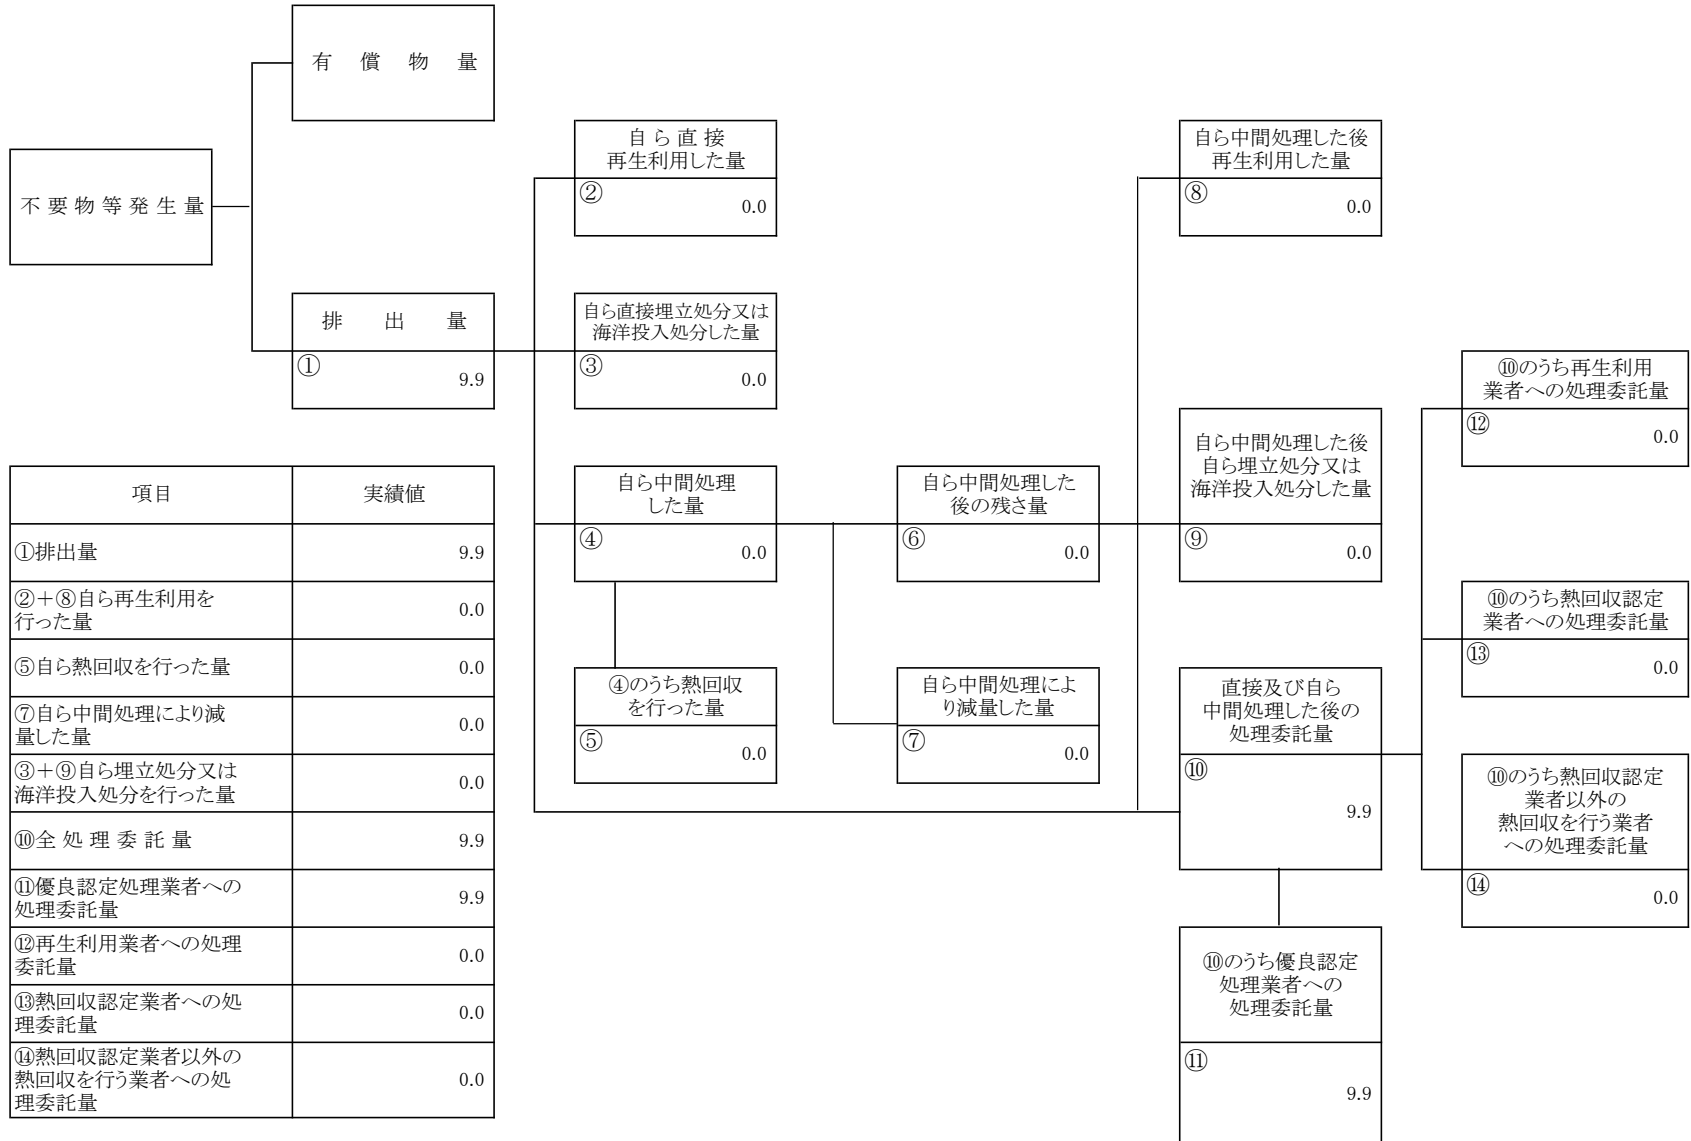 有 償 物 量
不 要 物 等 発 生 量
排 出 量
①
9.9
自 ら 直 接
再生利用した量
②
0.0
自ら直接埋立処分又は
海洋投入処分した量
③
0.0
自ら中間処理
した量
④
0.0
④のうち熱回収
を行った量
⑤
0.0
自ら中間処理した
後の残さ量
⑥
0.0
自ら中間処理によ
り減量した量
⑦
0.0
自ら中間処理した後
再生利用した量
⑧
0.0
自ら中間処理した後
自ら埋立処分又は
海洋投入処分した量
⑨
0.0
直接及び自ら
中間処理した後の
処理委託量
⑩
9.9
⑩のうち優良認定
処理業者への
処理委託量
⑪
9.9
⑩のうち再生利用
業者への処理委託量
⑫
0.0
⑩のうち熱回収認定
業者への処理委託量
⑬
0.0
⑩のうち熱回収認定
業者以外の
熱回収を行う業者
への処理委託量
⑭
0.0
項目 実績値
①排出量 9.9
②＋⑧自ら再生利用を
行った量 0.0
⑤自ら熱回収を行った量 0.0
⑦自ら中間処理により減
量した量 0.0
③＋⑨自ら埋立処分又は
海洋投入処分を行った量 0.0
⑩全 処 理 委 託 量 9.9
⑪優良認定処理業者への
処理委託量 9.9
⑫再生利用業者への処理
委託量 0.0
⑬熱回収認定業者への処
理委託量 0.0
⑭熱回収認定業者以外の
熱回収を行う業者への処
理委託量 0.0